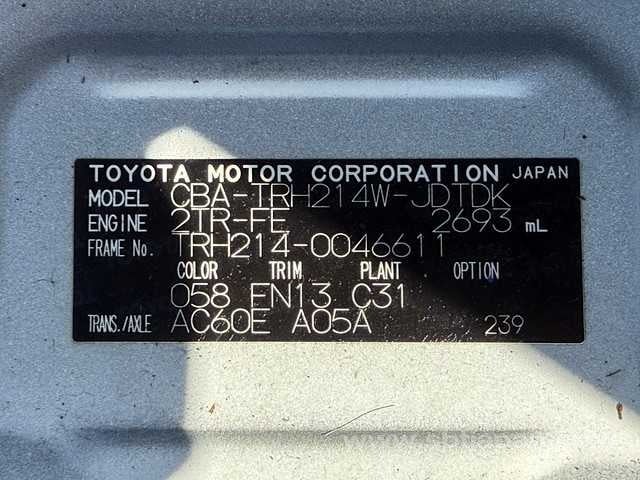 TOYOTA MOTOR CORPORATION JAPAN
MODEL CBA-TRH214W-JDTDK
ENGINE 2TR-FE 2693 mL
FRAME No. TRH214-0046611
COLOR TRIM PLANT OPTION
058 EN13 C31
TRANS./AXLE AC60E A05A 239